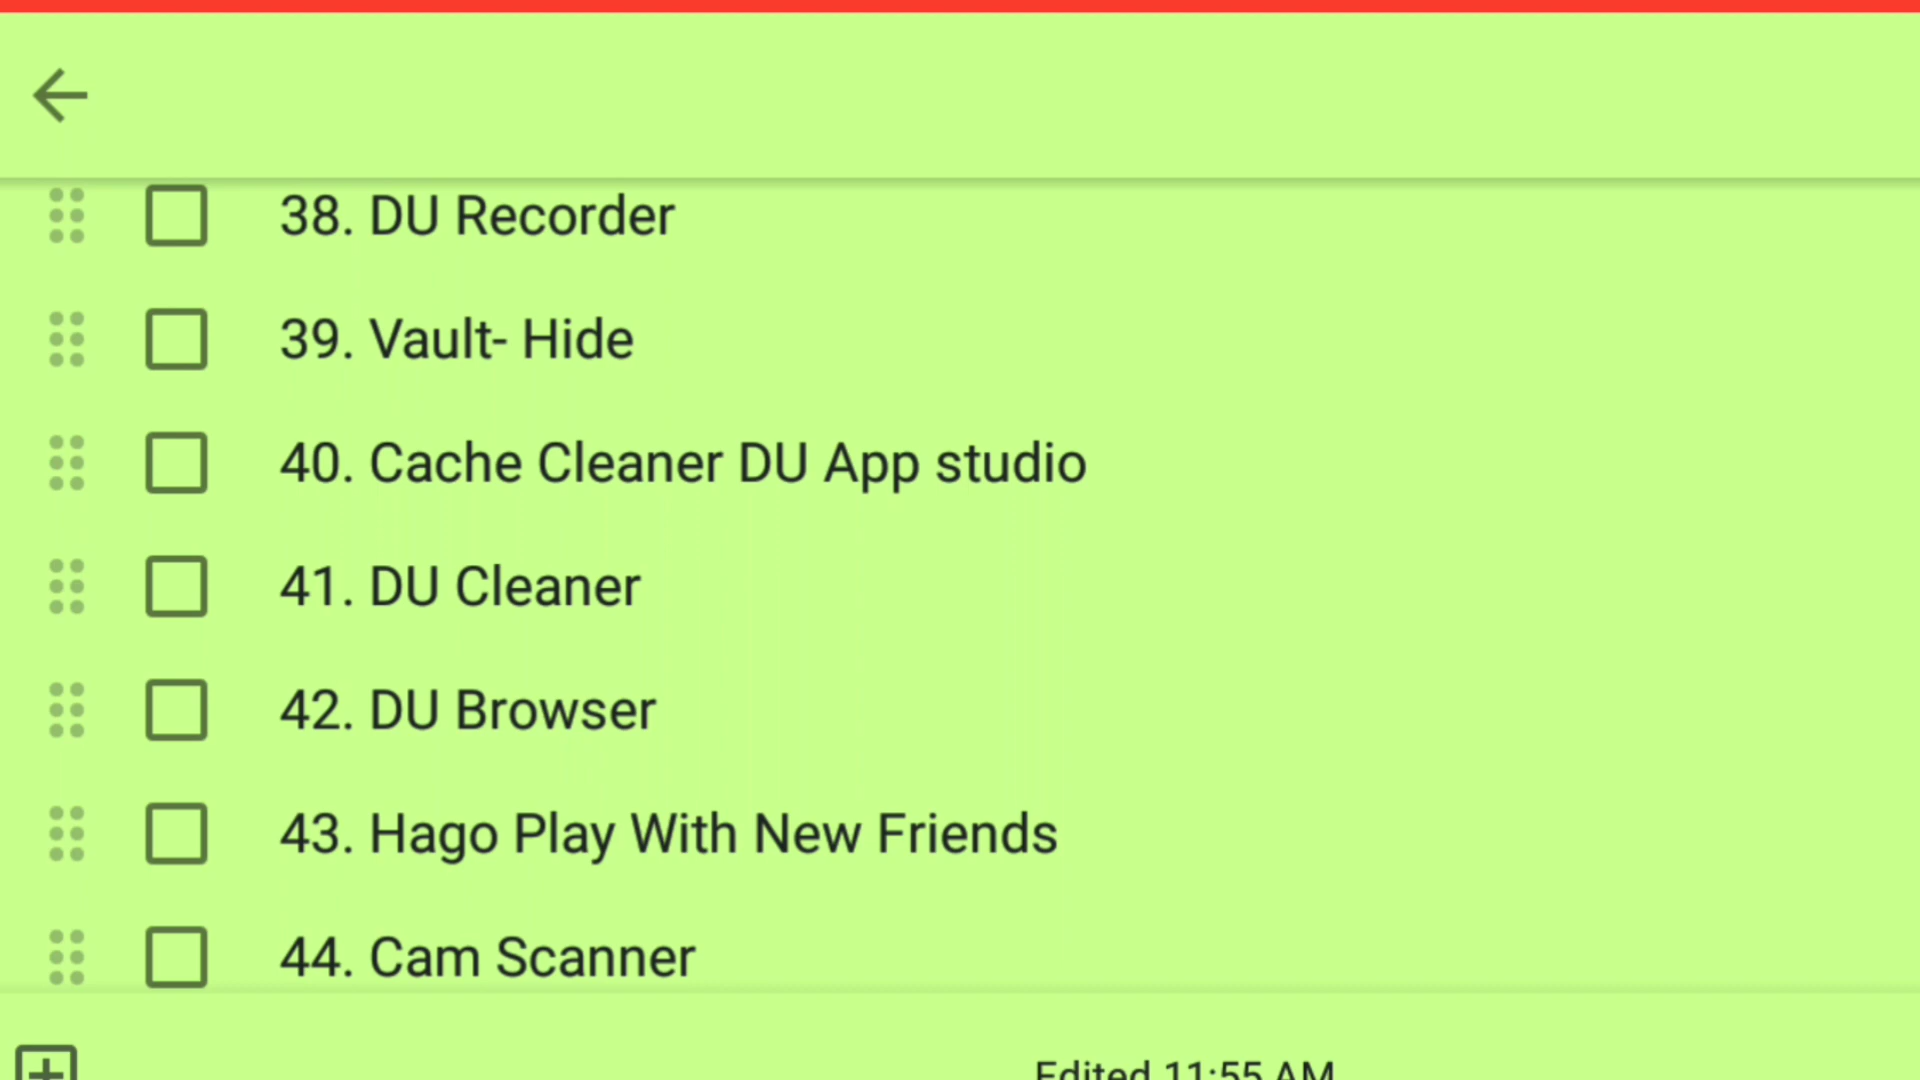 38. DU Recorder
39. Vault- Hide
40. Cache Cleaner DU App studio
41. DU Cleaner
42. DU Browser
43. Hago Play With New Friends
44. Cam Scanner
Edited 11:55 AM